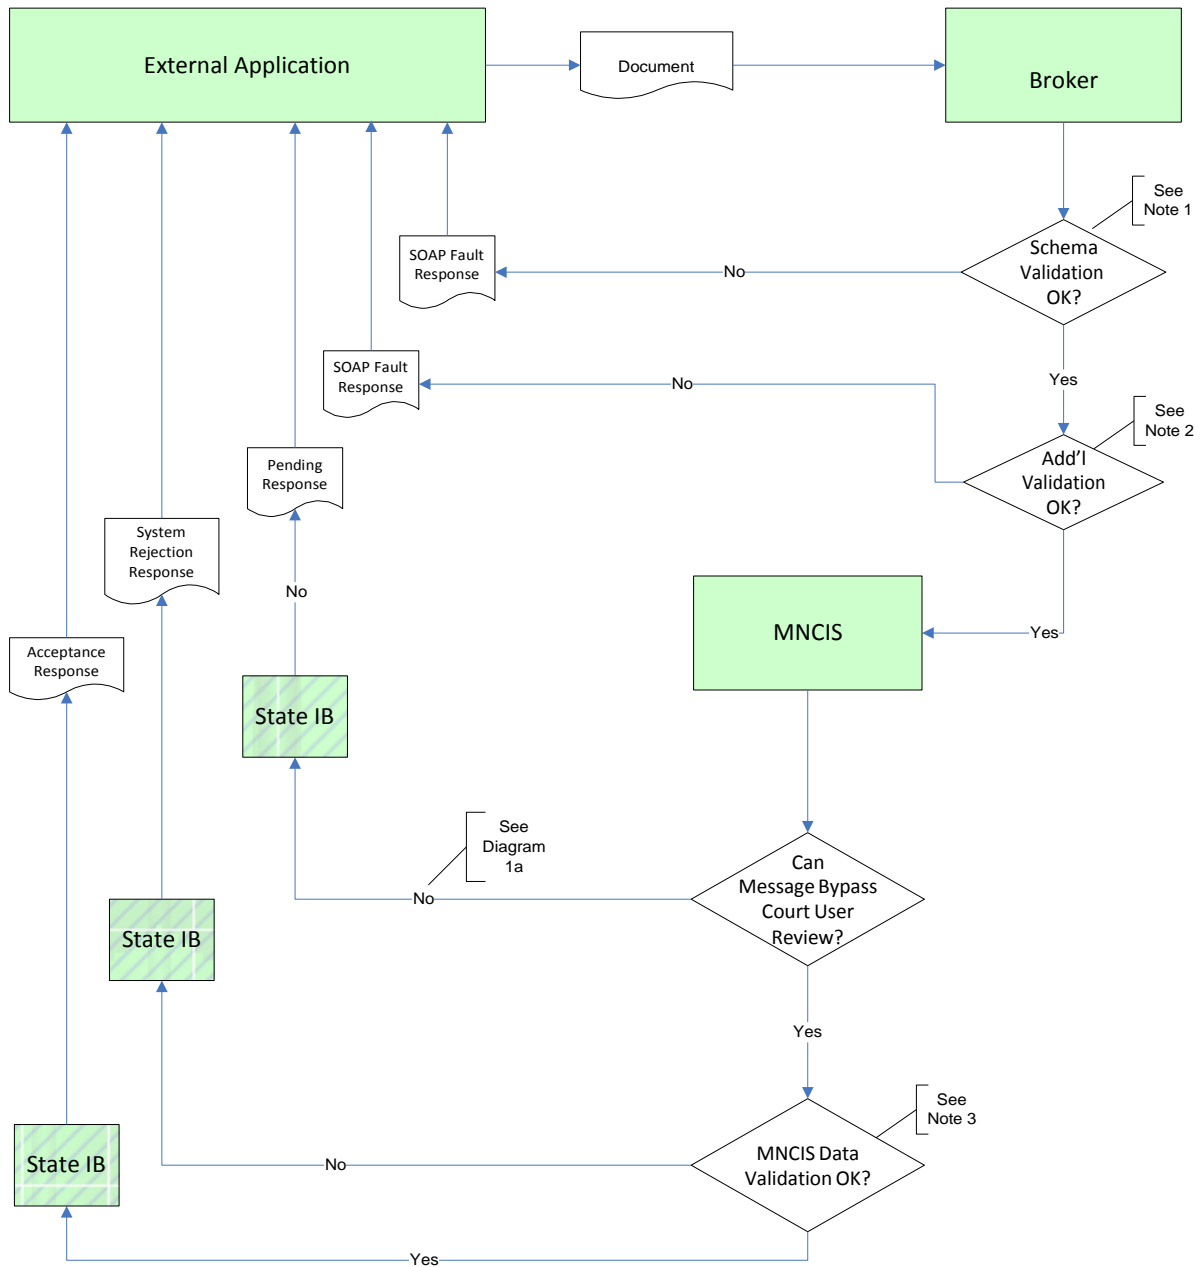 External Application
Document
Broker
See
Note 1
Schema
Validation
OK?
No
SOAP Fault
Response
Yes
SOAP Fault
Response
No
See
Note 2
Add'l
Validation
OK?
Pending
Response
System
Rejection
Response
No
MNCIS
Yes
Acceptance
Response
State IB
See
Diagram
1a
No
Can
Message Bypass
Court User
Review?
State IB
Yes
See
Note 3
State IB
No
MNCIS Data
Validation OK?
Yes